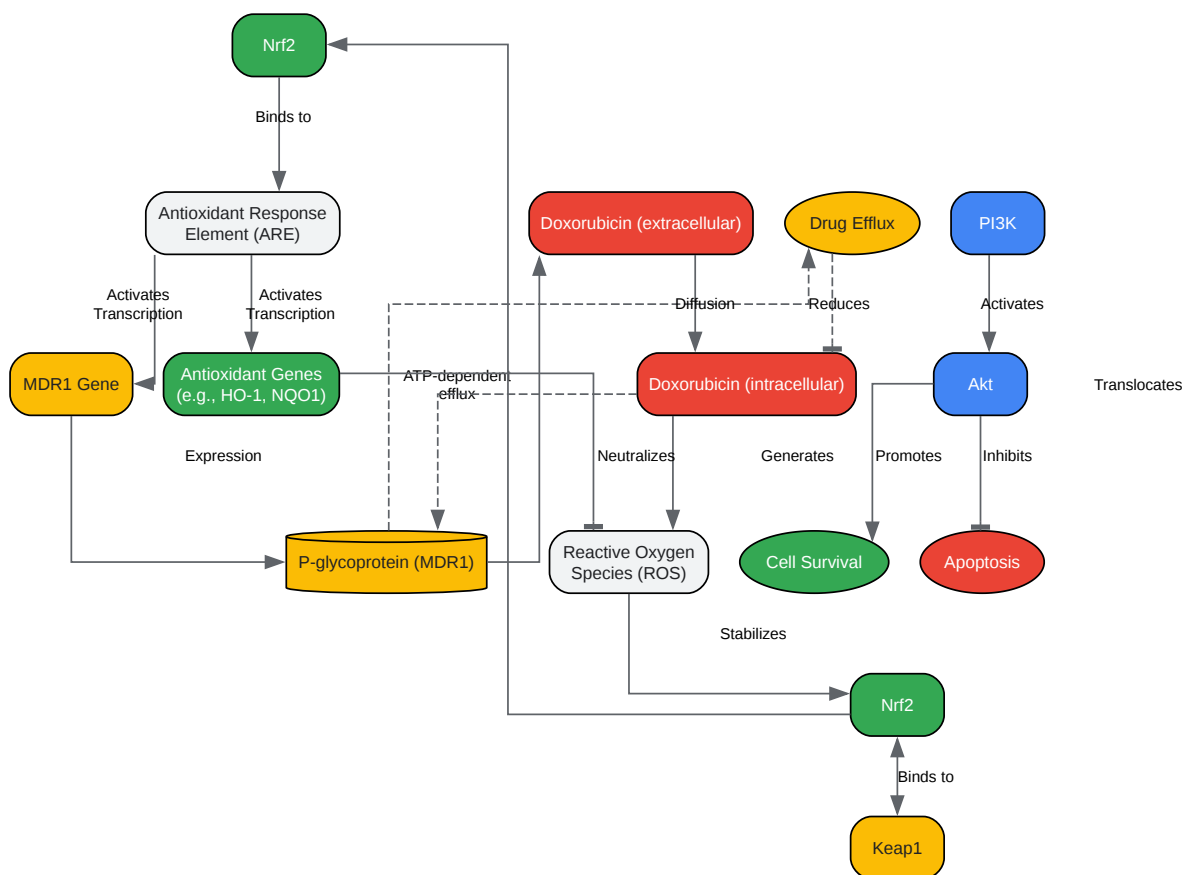 Nrf2
Binds to
Antioxidant Response
Element (ARE)
Doxorubicin (extracellular)
Drug Efflux
PI3K
Activates
Transcription
Activates
Transcription
Diffusion
Reduces
Activates
MDR1 Gene
Antioxidant Genes
(e.g., HO-1, NQO1)
ATP-dependent
efflux
Doxorubicin (intracellular)
Akt
Translocates
Expression
Neutralizes
Generates
Promotes
Inhibits
P-glycoprotein (MDR1)
Reactive Oxygen
Species (ROS)
Cell Survival
Apoptosis
Stabilizes
Nrf2
Binds to
Keap1